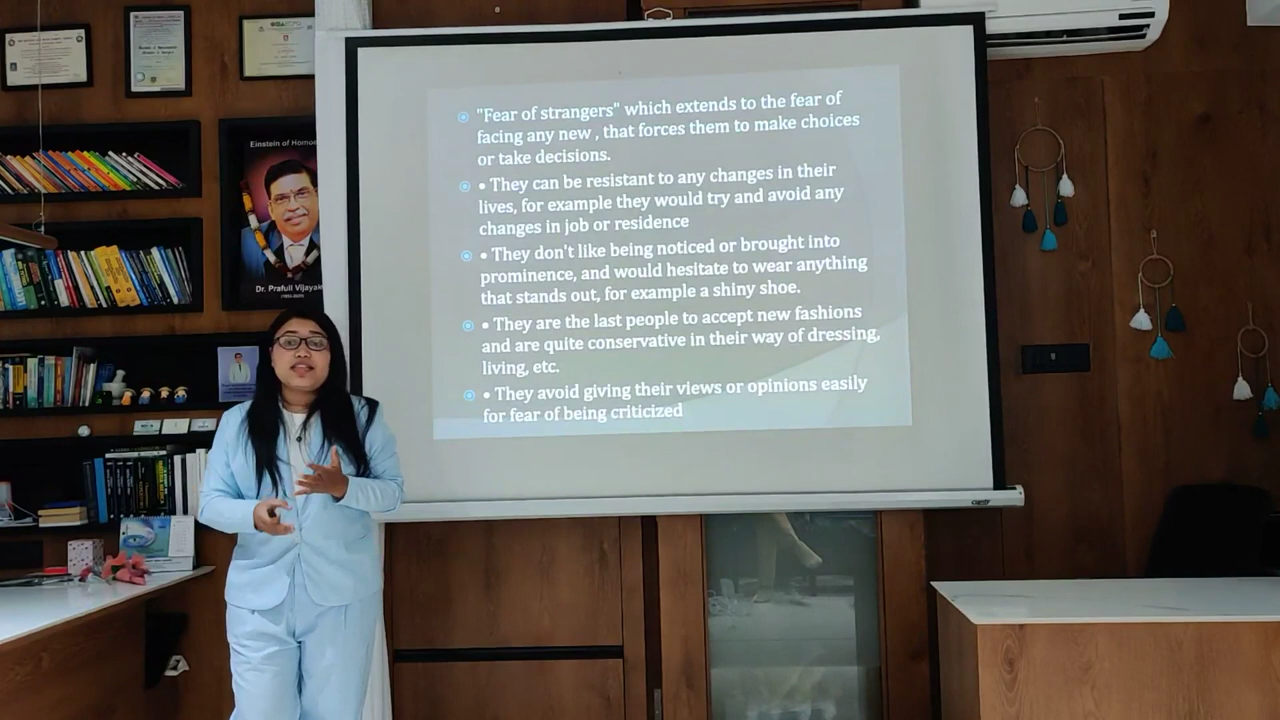 Einstein of Homoe
Dr. Prafull Vijayak
"Fear of strangers" which extends to the fear of
facing any new , that forces them to make choices
or take decisions.
• They can be resistant to any changes in their
lives, for example they would try and avoid any
changes in job or residence
• They don't like being noticed or brought into
prominence, and would hesitate to wear anything
that stands out, for example a shiny shoe.
• They are the last people to accept new fashions
and are quite conservative in their way of dressing,
living, etc.
• They avoid giving their views or opinions easily
for fear of being criticized